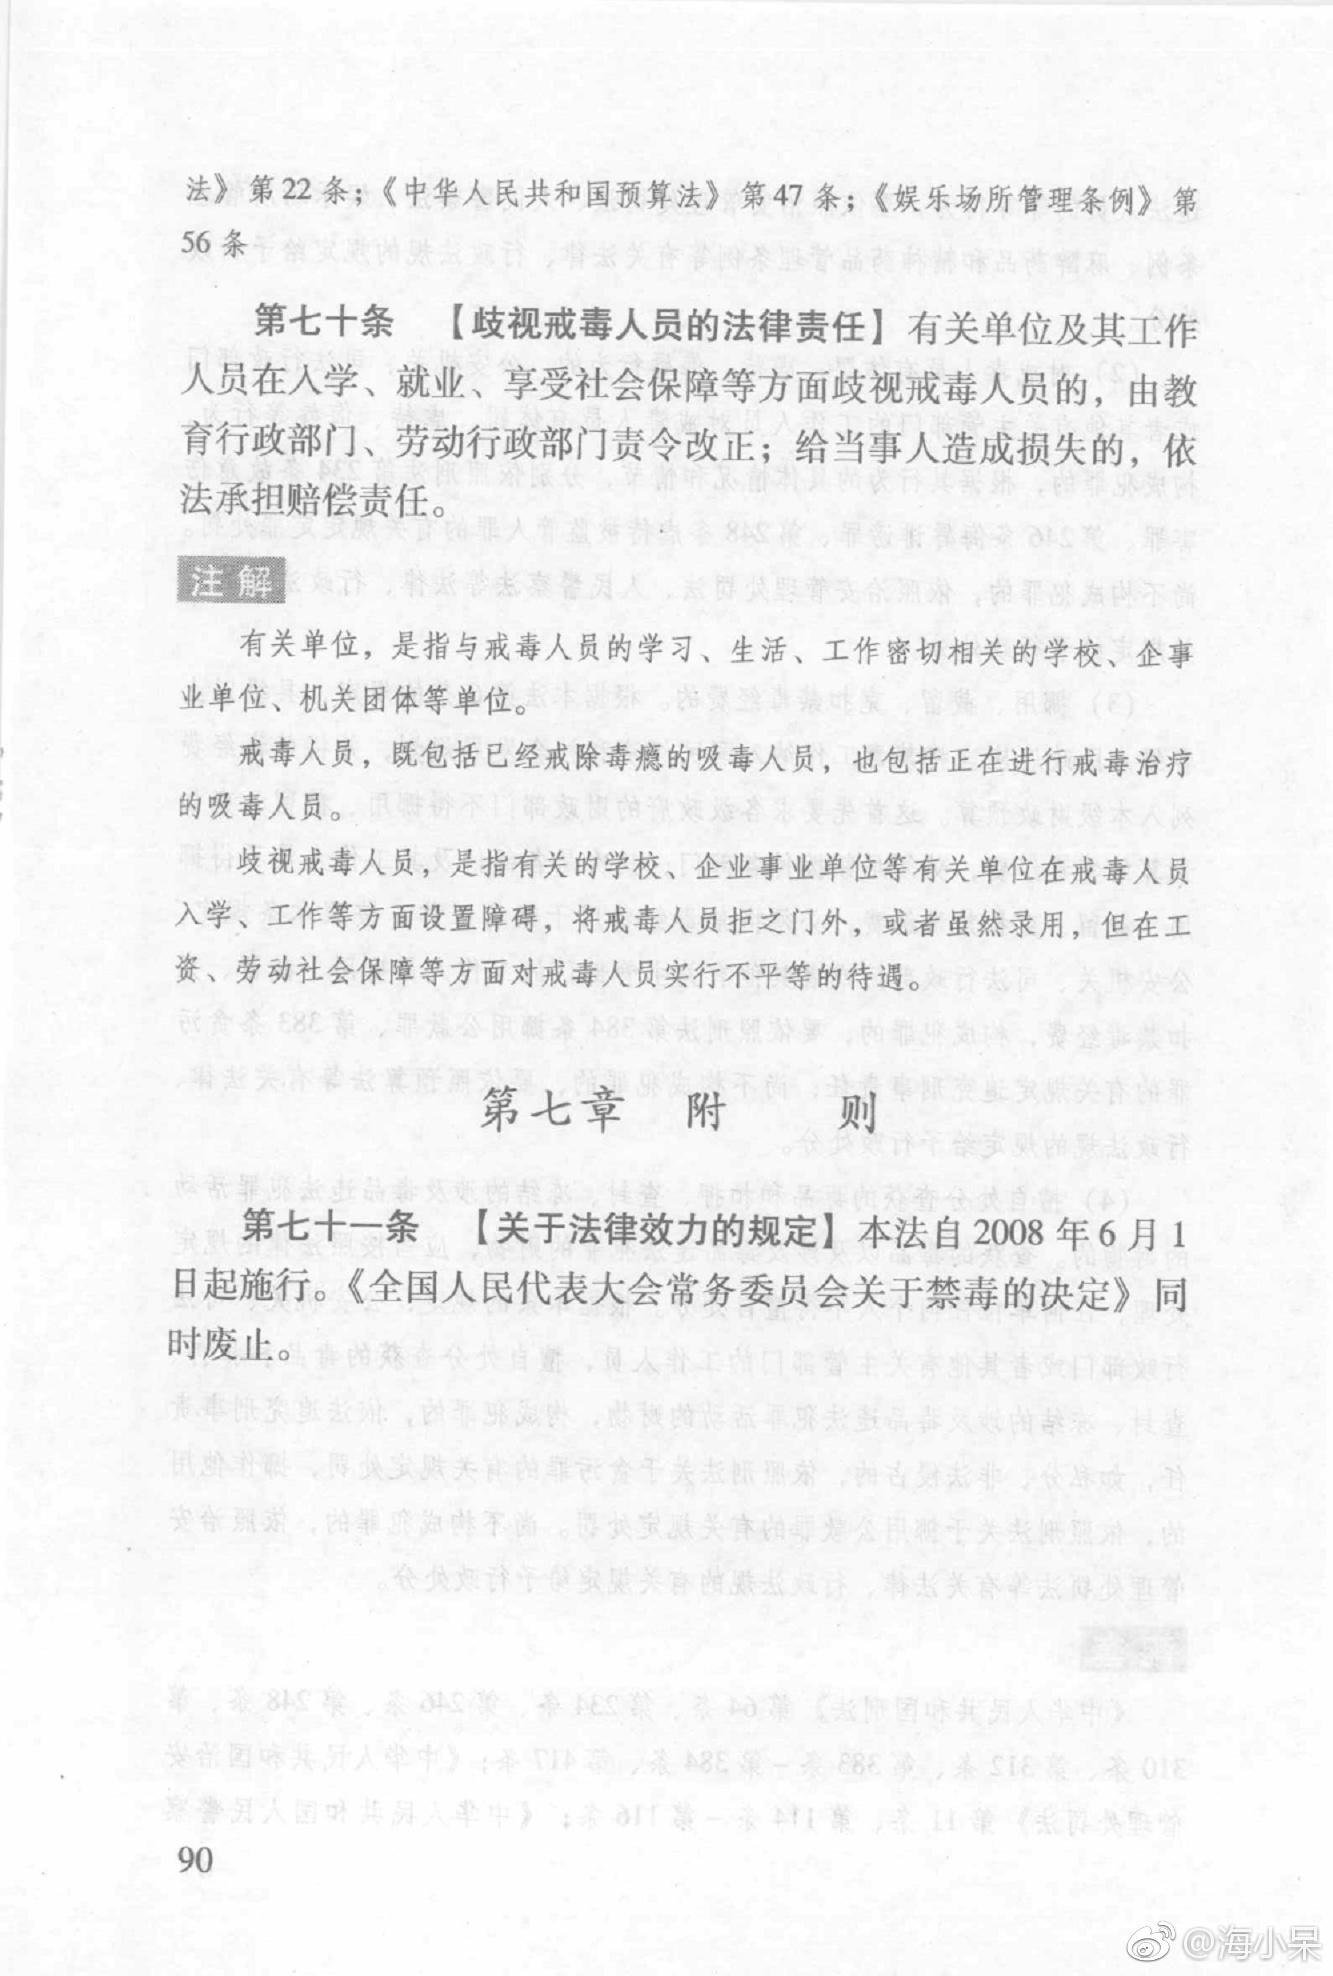 法》第22条；《中华人民共和国预算法》第47条；《娱乐场所管理条例》第
56条
第七十条 【歧视戒毒人员的法律责任】有关单位及其工作
人员在入学、就业、享受社会保障等方面歧视戒毒人员的，由教
育行政部门、劳动行政部门责令改正；给当事人造成损失的，依
法承担赔偿责任。
注解
有关单位，是指与戒毒人员的学习、生活、工作密切相关的学校、企事
业单位、机关团体等单位。
戒毒人员，既包括已经戒除毒瘾的吸毒人员，也包括正在进行戒毒治疗
的吸毒人员。
歧视戒毒人员，是指有关的学校、企业事业单位等有关单位在戒毒人员
入学、工作等方面设置障碍，将戒毒人员拒之门外，或者虽然录用，但在工
资、劳动社会保障等方面对戒毒人员实行不平等的待遇。
第七章 附 则
第七十一条 【关于法律效力的规定】本法自2008年6月1
日起施行。《全国人民代表大会常务委员会关于禁毒的决定》同
时废止。
90
@海小呆